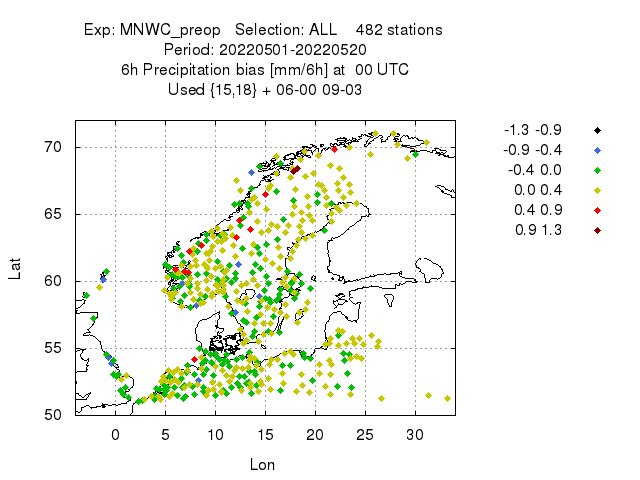 Exp: MNWC_preop   Selection: ALL    482 stations
Period: 20220501-20220520
6h Precipitation bias [mm/6h] at  00 UTC
Used {15,18} + 06-00 09-03
-1.3 -0.9
-0.9 -0.4
-0.4 0.0
0.0 0.4
0.4 0.9
0.9 1.3
70
65
60
55
50
Lat
0 5 10 15 20 25 30
Lon